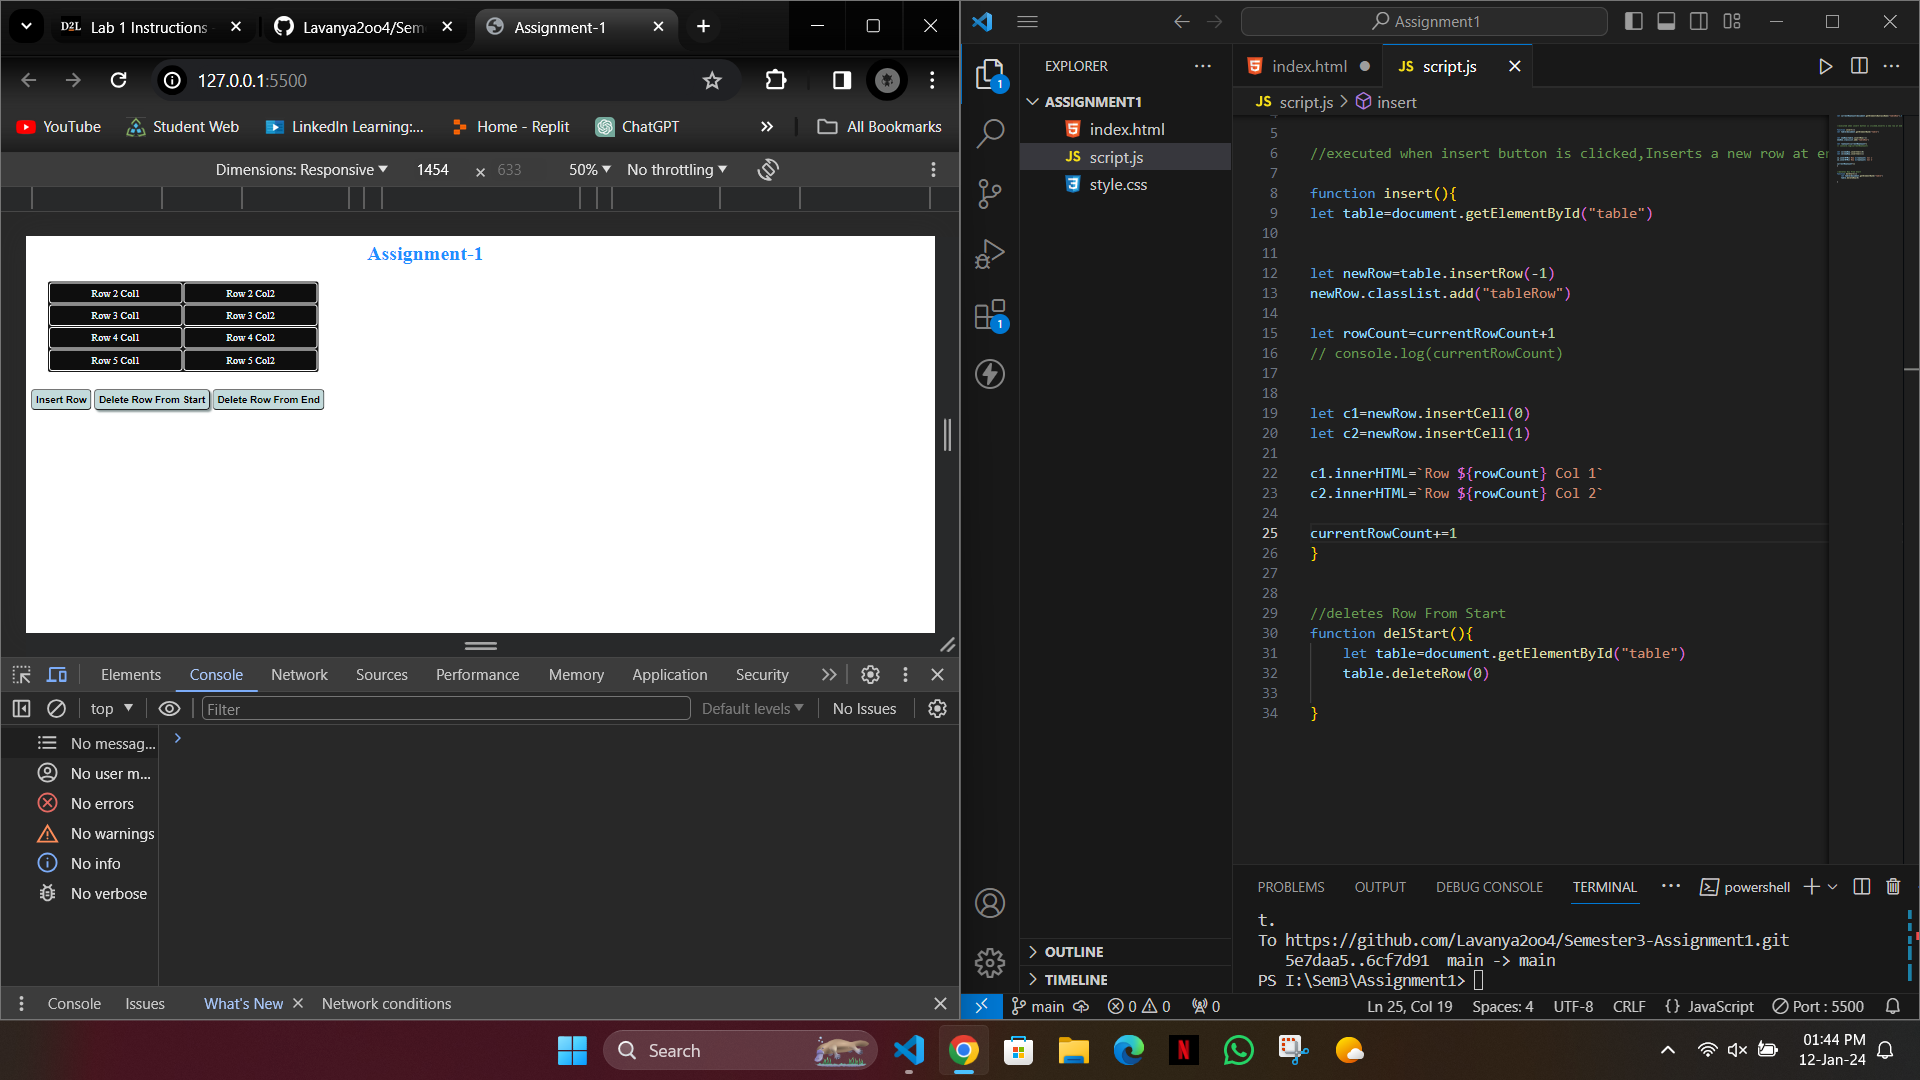 Lab 1 Instructions
Lavanya2oo4/Sem
Assignment-1
127.0.0.1:5500
YouTube
Student Web
LinkedIn Learning:...
Home - Replit
ChatGPT
All Bookmarks
Dimensions: Responsive
1454
×
633
50%
No throttling
Assignment-1
Row 2 Col1 Row 2 Col2
Row 3 Col1 Row 3 Col2
Row 4 Col1 Row 4 Col2
Row 5 Col1 Row 5 Col2
Insert Row Delete Row From Start Delete Row From End
Elements Console Network Sources Performance Memory Application Security
top Filter Default levels No Issues
No messag...
No user m...
No errors
No warnings
No info
No verbose
Console Issues What's New Network conditions
Assignment1
EXPLORER
ASSIGNMENT1
index.html
JS script.js
style.css
OUTLINE
TIMELINE
index.html JS script.js
JS script.js > insert
5
6 //executed when insert button is clicked,Inserts a new row at
7
8 function insert(){
9 let table=document.getElementById("table")
10
11
12 let newRow=table.insertRow(-1)
13 newRow.classList.add("tableRow")
14
15 let rowCount=currentRowCount+1
16 // console.log(currentRowCount)
17
18
19 let c1=newRow.insertCell(0)
20 let c2=newRow.insertCell(1)
21
22 c1.innerHTML=`Row ${rowCount} Col 1`
23 c2.innerHTML=`Row ${rowCount} Col 2`
24
25 currentRowCount+=1
26 }
27
28
29 //deletes Row From Start
30 function delStart(){
31 let table=document.getElementById("table")
32 table.deleteRow(0)
33
34 }
PROBLEMS OUTPUT DEBUG CONSOLE TERMINAL powershell
t.
To https://github.com/Lavanya2oo4/Semester3-Assignment1.git
5e7daa5..6cf7d91 main -> main
PS I:\Sem3\Assignment1>
main 0 0 0 Ln 25, Col 19 Spaces: 4 UTF-8 CRLF {} JavaScript Port : 5500
Search
01:44 PM
12-Jan-24